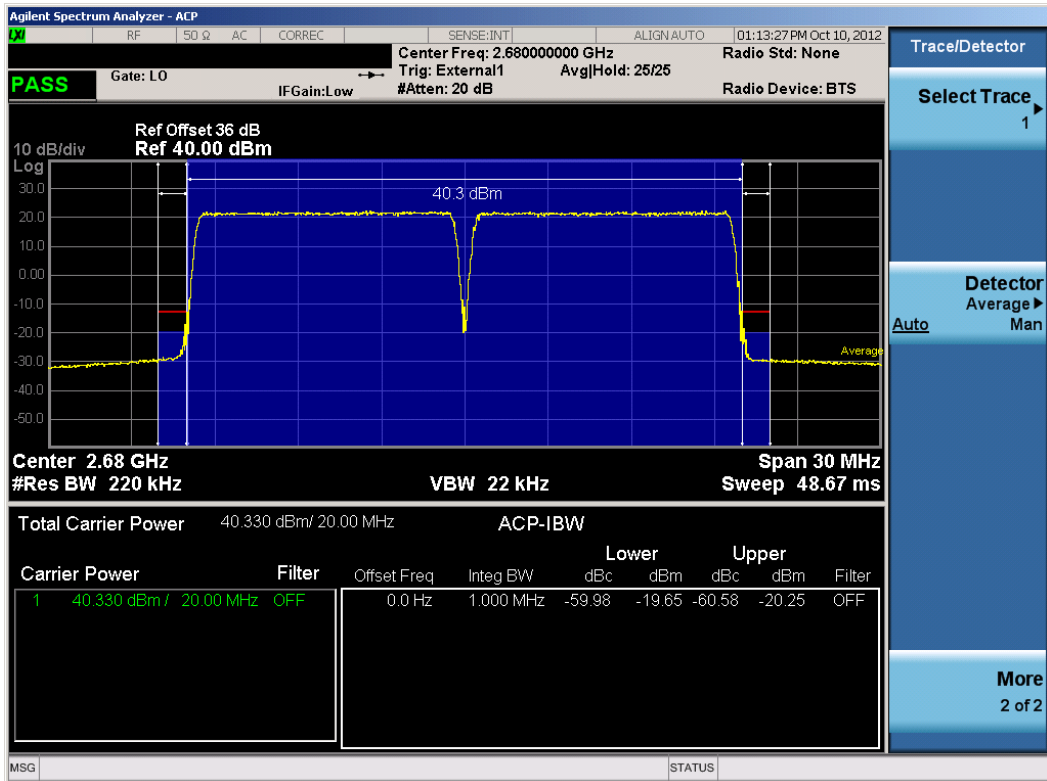 Agilent Spectrum Analyzer - ACP
LXI RF 50 Ω AC CORREC SENSE:INT ALIGN AUTO 01:13:27 PM Oct 10, 2012
Center Freq: 2.680000000 GHz Radio Std: None
PASS Gate: LO Trig: External1 Avg|Hold: 25/25
IFGain:Low #Atten: 20 dB Radio Device: BTS
Ref Offset 36 dB
10 dB/div Ref 40.00 dBm
Log
30.0
40.3 dBm
20.0
10.0
0.00
-10.0
-20.0
-30.0
Average
-40.0
-50.0
Center 2.68 GHz Span 30 MHz
#Res BW 220 kHz VBW 22 kHz Sweep 48.67 ms
Total Carrier Power 40.330 dBm/ 20.00 MHz ACP-IBW
Lower Upper
Carrier Power Filter Offset Freq Integ BW dBc dBm dBc dBm Filter
1 40.330 dBm / 20.00 MHz OFF 0.0 Hz 1.000 MHz -59.98 -19.65 -60.58 -20.25 OFF
MSG STATUS
Trace/Detector
Select Trace
1
Detector
Average
Auto Man
More
2 of 2